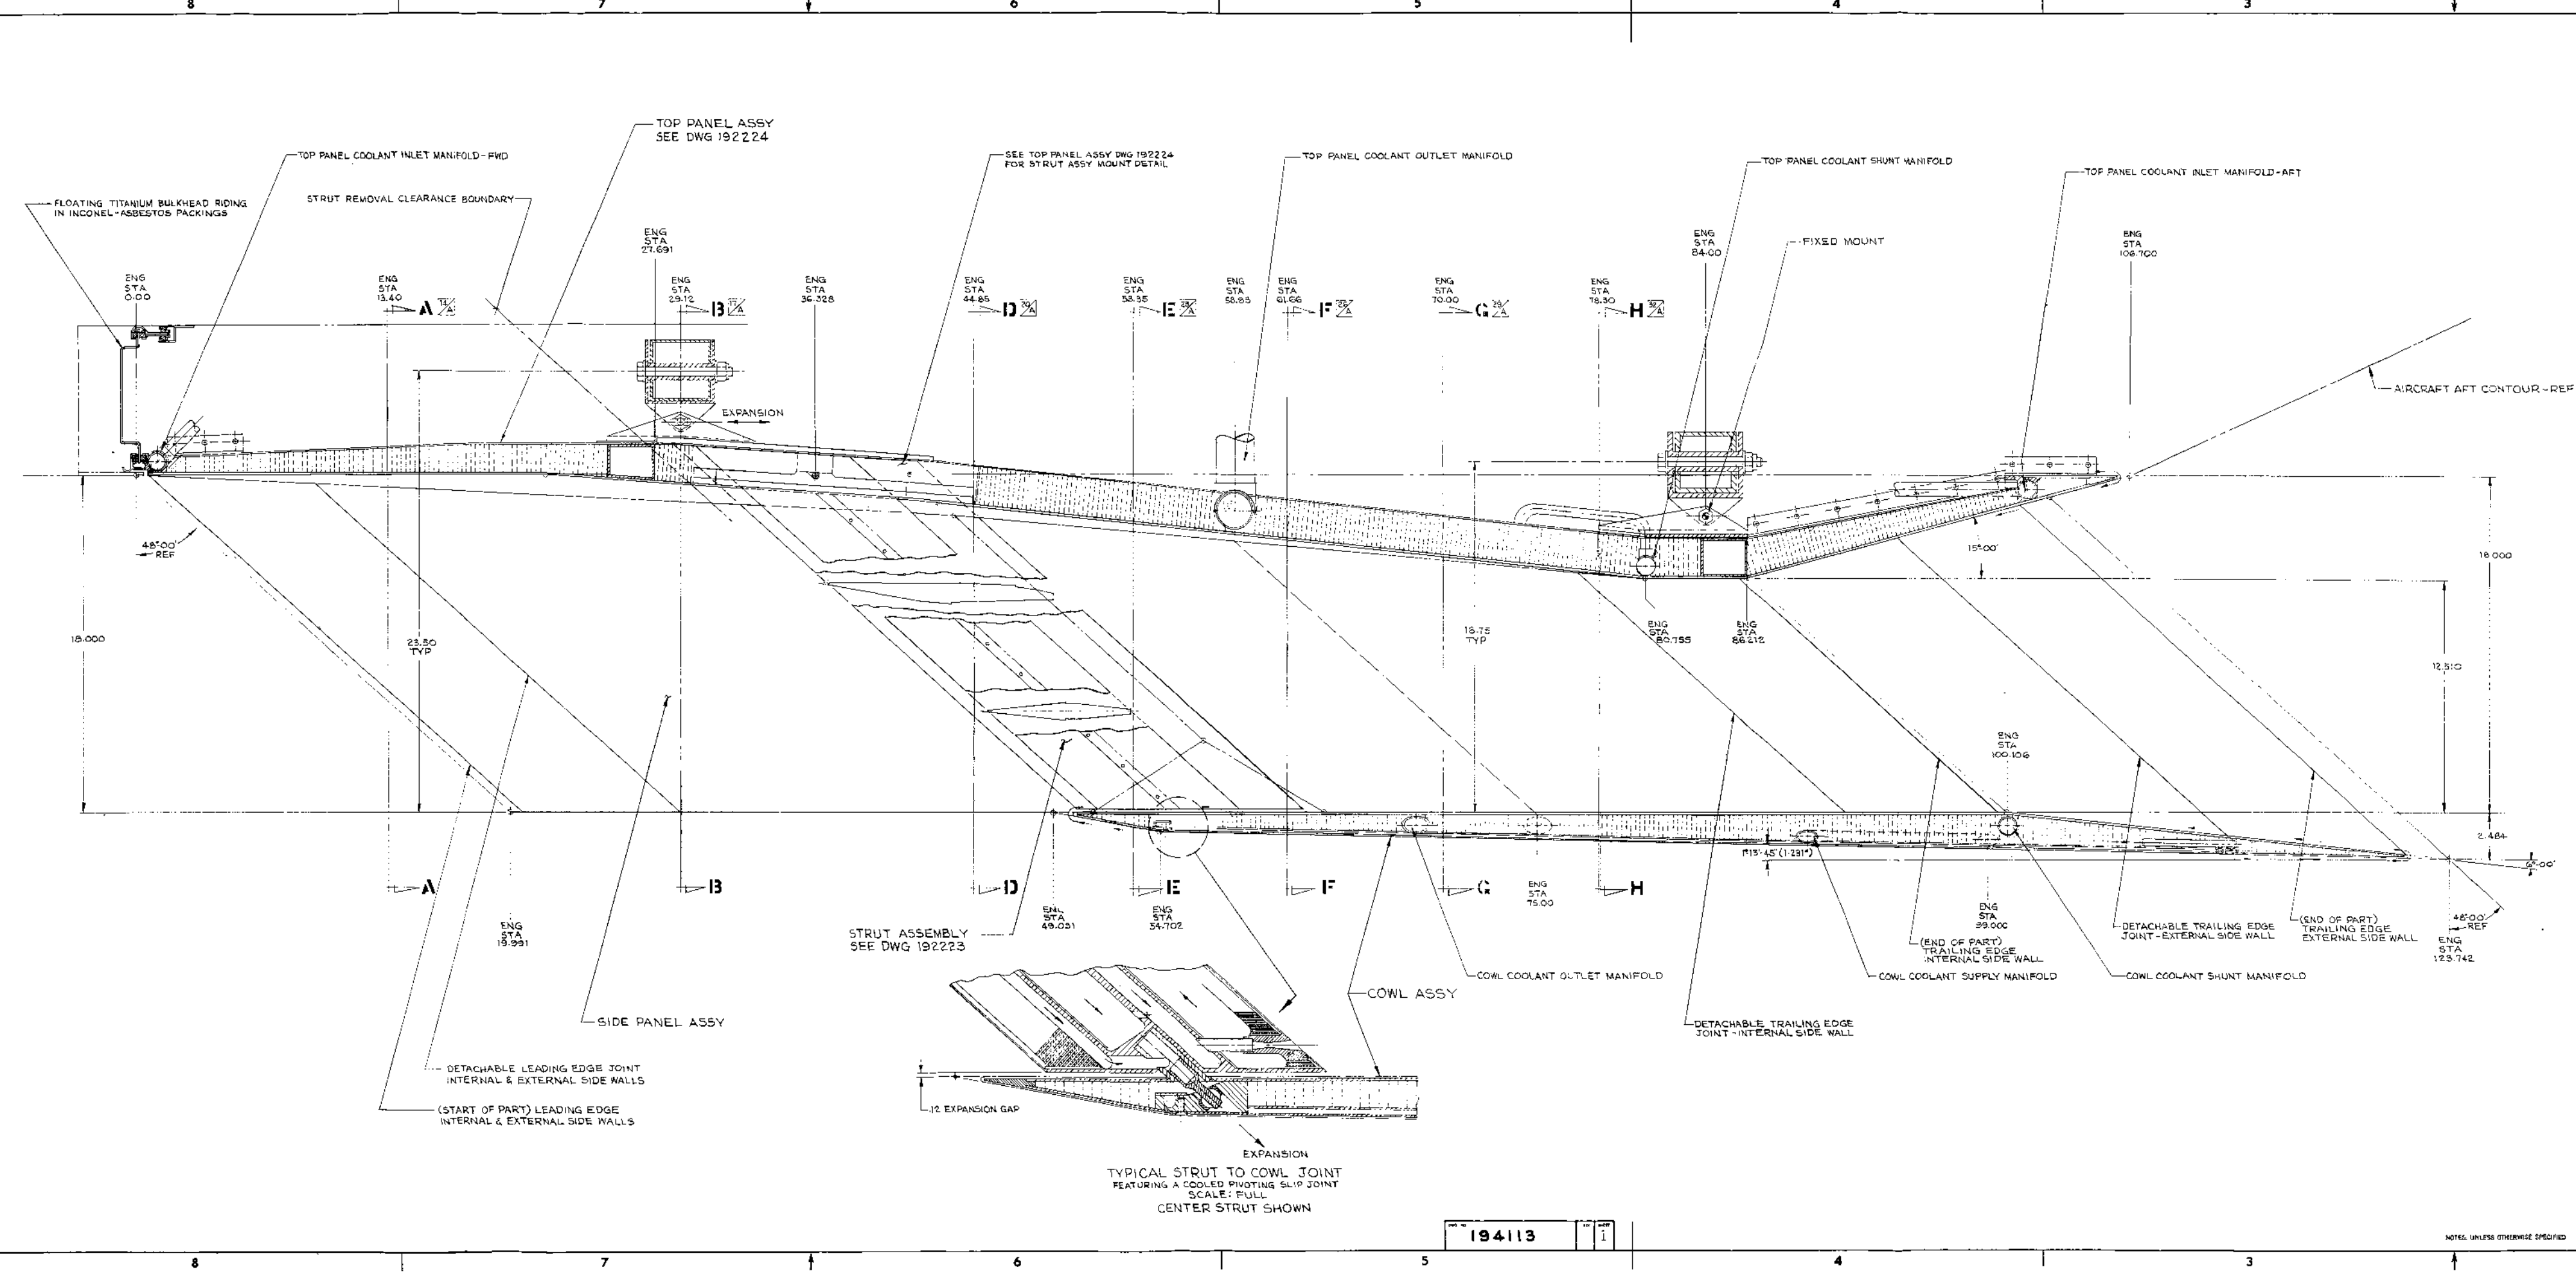 8
7
6
5
4
3
TOP PANEL ASSY
SEE DWG 192224
TOP PANEL COOLANT INLET MANIFOLD-FWD
SEE TOP PANEL ASSY DWG 192224
FOR STRUT ASSY MOUNT DETAIL
TOP PANEL COOLANT OUTLET MANIFOLD
TOP PANEL COOLANT SHUNT MANIFOLD
TOP PANEL COOLANT INLET MANIFOLD-AFT
FLOATING TITANIUM BULKHEAD RIDING
IN INCONEL-ASBESTOS PACKINGS
STRUT REMOVAL CLEARANCE BOUNDARY
ENG
STA
27.691
ENG
STA
84.00
FIXED MOUNT
ENG
STA
106.700
ENG
STA
0.00
ENG
STA
13.40
A
ENG
STA
29.12
B
ENG
STA
36.328
ENG
STA
44.85
D
ENG
STA
E
ENG
STA
ENG
STA
61.66
F
ENG
STA
70.00
G
ENG
STA
78.30
H
AIRCRAFT AFT CONTOUR-REF
EXPANSION
48°00'
REF
15°00'
18.000
18.000
23.50
TYP
18.75
TYP
ENG
STA
80.755
ENG
STA
86.212
12.510
ENG
STA
100.106
2.484
1°13'-45" (1.291°)
6°00'
A
B
D
E
F
G
H
ENG
STA
75.00
ENG
STA
19.991
STA
49.051
ENG
STA
54.702
ENG
STA
99.000
STRUT ASSEMBLY
SEE DWG 192223
(END OF PART)
TRAILING EDGE
INTERNAL SIDE WALL
DETACHABLE TRAILING EDGE
JOINT-EXTERNAL SIDE WALL
(END OF PART)
TRAILING EDGE
EXTERNAL SIDE WALL
48°00'
REF
ENG
STA
123.742
COWL COOLANT OUTLET MANIFOLD
COWL COOLANT SUPPLY MANIFOLD
COWL COOLANT SHUNT MANIFOLD
COWL ASSY
SIDE PANEL ASSY
DETACHABLE TRAILING EDGE
JOINT-INTERNAL SIDE WALL
DETACHABLE LEADING EDGE JOINT
INTERNAL & EXTERNAL SIDE WALLS
(START OF PART) LEADING EDGE
INTERNAL & EXTERNAL SIDE WALLS
.12 EXPANSION GAP
EXPANSION
TYPICAL STRUT TO COWL JOINT
FEATURING A COOLED PIVOTING SLIP JOINT
SCALE: FULL
CENTER STRUT SHOWN
194113
1
NOTES: UNLESS OTHERWISE SPECIFIED
8
7
6
5
4
3